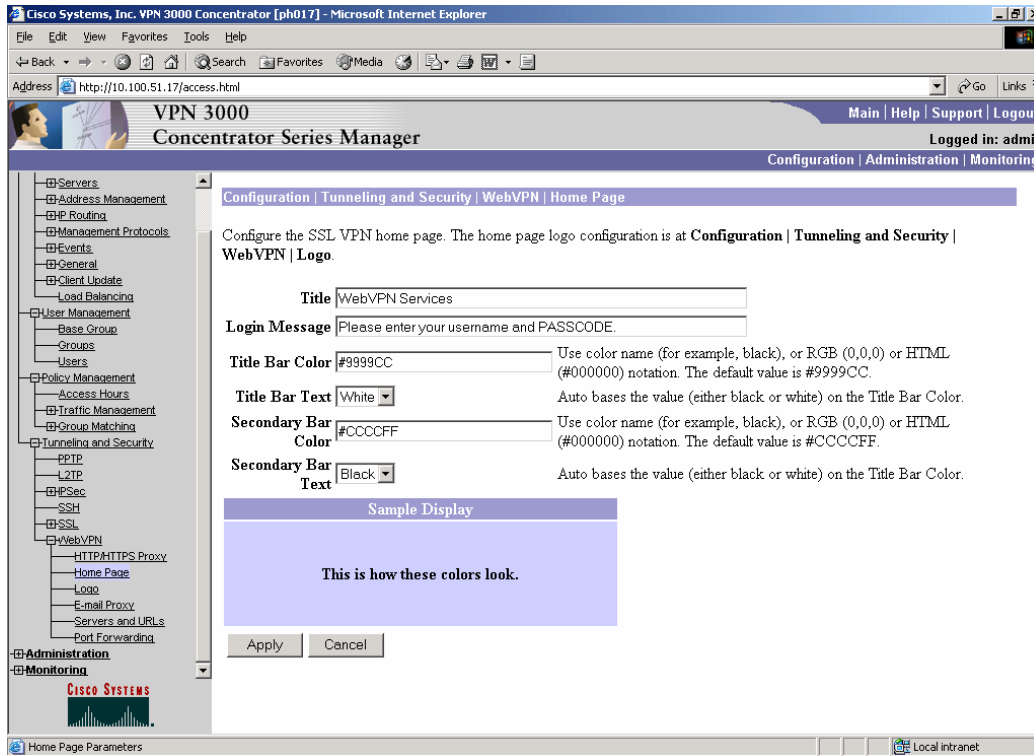 Cisco Systems, Inc. VPN 3000 Concentrator [ph017] - Microsoft Internet Explorer
File Edit View Favorites Tools Help
Back Search Favorites Media
Address http://10.100.51.17/access.html Go Links
VPN 3000
Concentrator Series Manager
Main | Help | Support | Logou
Logged in: admi
Configuration | Administration | Monitoring
Servers
Address Management
IP Routing
Management Protocols
Events
General
Client Update
Load Balancing
User Management
Base Group
Groups
Users
Policy Management
Access Hours
Traffic Management
Group Matching
Tunneling and Security
PPTP
L2TP
IPSec
SSH
SSL
WebVPN
HTTP/HTTPS Proxy
Home Page
Logo
E-mail Proxy
Servers and URLs
Port Forwarding
Administration
Monitoring
CISCO SYSTEMS
Configuration | Tunneling and Security | WebVPN | Home Page
Configure the SSL VPN home page. The home page logo configuration is at Configuration | Tunneling and Security |
WebVPN | Logo.
Title WebVPN Services
Login Message Please enter your username and PASSCODE.
Title Bar Color #9999CC Use color name (for example, black), or RGB (0,0,0) or HTML
(#000000) notation. The default value is #9999CC.
Title Bar Text White Auto bases the value (either black or white) on the Title Bar Color.
Secondary Bar
Color #CCCCFF Use color name (for example, black), or RGB (0,0,0) or HTML
(#000000) notation. The default value is #CCCCFF.
Secondary Bar
Text Black Auto bases the value (either black or white) on the Title Bar Color.
Sample Display
This is how these colors look.
Apply Cancel
Home Page Parameters Local intranet